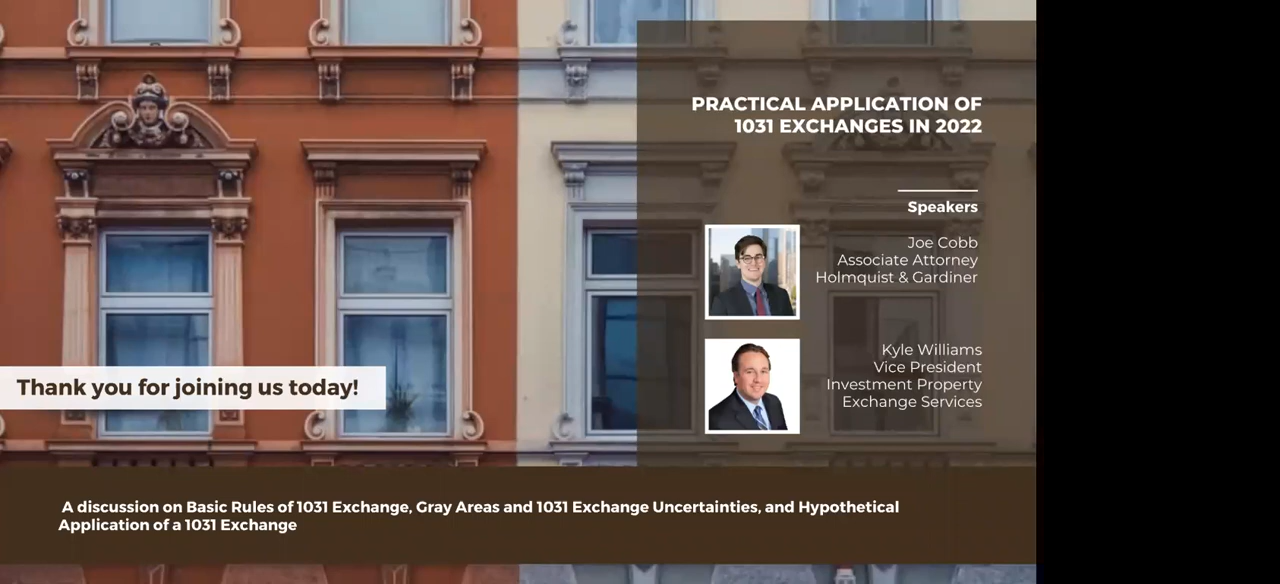 PRACTICAL APPLICATION OF
1031 EXCHANGES IN 2022
Speakers
Joe Cobb
Associate Attorney
Holmquist & Gardiner
Kyle Williams
Vice President
Investment Property
Exchange Services
Thank you for joining us today!
A discussion on Basic Rules of 1031 Exchange, Gray Areas and 1031 Exchange Uncertainties, and Hypothetical
Application of a 1031 Exchange